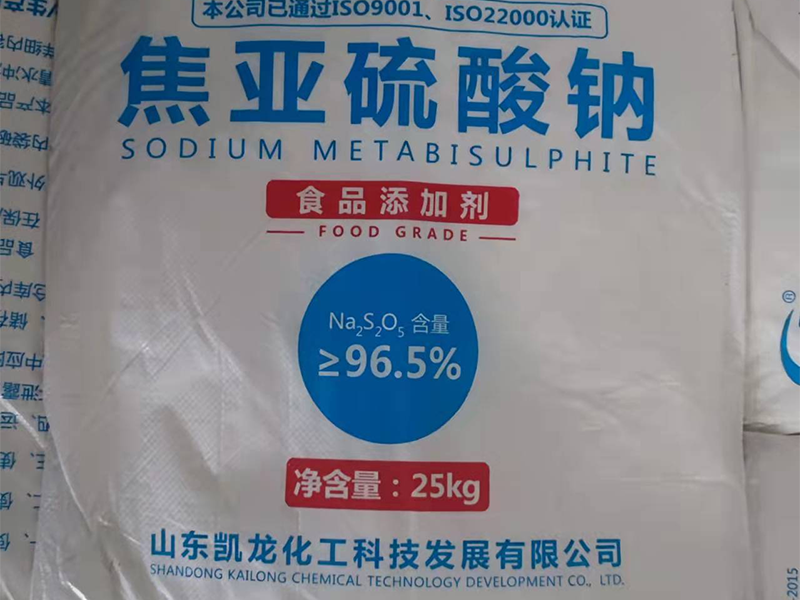 本公司已通过ISO9001、ISO22000认证
焦亚硫酸钠
SODIUM METABISULPHITE
食品添加剂
FOOD GRADE
Na₂S₂O₅ 含量
≥96.5%
净含量：25kg
山东凯龙化工科技发展有限公司
SHANDONG KAILONG CHEMICAL TECHNOLOGY DEVELOPMENT CO., LTD.
®
-2015